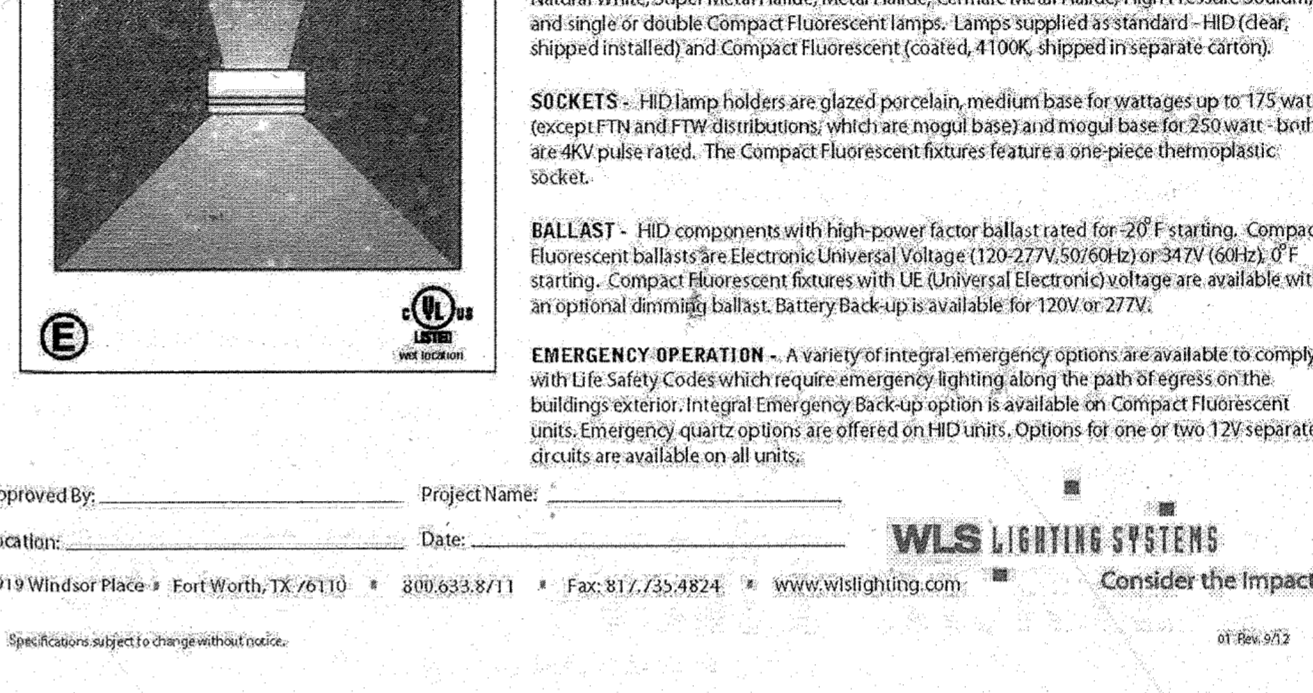 and single or double Compact Fluorescent lamps. Lamps supplied as standard - HID (clear,
shipped installed) and Compact Fluorescent (coated, 4100K, shipped in separate carton).
SOCKETS - HID lamp holders are glazed porcelain, medium base for wattages up to 175 wat
(except FTN and FTW distributions, which are mogul base) and mogul base for 250 watt - both
are 4KV pulse rated. The Compact Fluorescent fixtures feature a one-piece thermoplastic
socket.
BALLAST - HID components with high-power factor ballast rated for -20°F starting. Compac
Fluorescent ballasts are Electronic Universal Voltage (120-277V,50/60Hz) or 347V (60Hz), 0°F
starting. Compact Fluorescent fixtures with UE (Universal Electronic) voltage are available wit
an optional dimming ballast. Battery Back-up is available for 120V or 277V.
EMERGENCY OPERATION - A variety of integral emergency options are available to comply
with Life Safety Codes which require emergency lighting along the path of egress on the
buildings exterior. Integral Emergency Back-up option is available on Compact Fluorescent
units. Emergency quartz options are offered on HID units. Options for one or two 12V separate
circuits are available on all units.
E
c UL us
LISTED
wet location
pproved By: Project Name:
ocation: Date:
19 Windsor Place Fort Worth, TX 76110 800.633.8711 Fax: 817.735.4824 www.wlslighting.com
WLS LIGHTING SYSTEMS
Consider the Impact
Specifications subject to change without notice.
01 Rev. 9/12